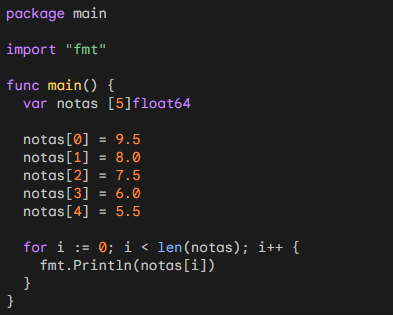 package main

import "fmt"

func main() {
  var notas [5]float64

  notas[0] = 9.5
  notas[1] = 8.0
  notas[2] = 7.5
  notas[3] = 6.0
  notas[4] = 5.5

  for i := 0; i < len(notas); i++ {
    fmt.Println(notas[i])
  }
}